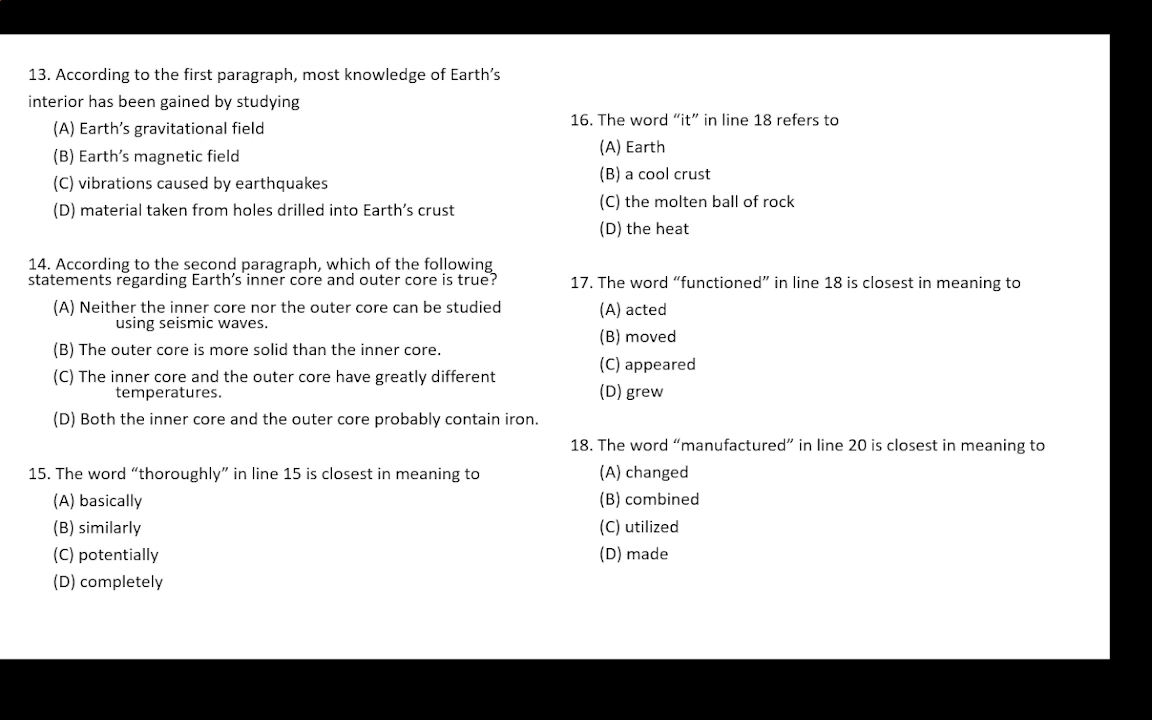 13. According to the first paragraph, most knowledge of Earth's
interior has been gained by studying
(A) Earth's gravitational field
(B) Earth's magnetic field
(C) vibrations caused by earthquakes
(D) material taken from holes drilled into Earth's crust
14. According to the second paragraph, which of the following
statements regarding Earth's inner core and outer core is true?
(A) Neither the inner core nor the outer core can be studied
using seismic waves.
(B) The outer core is more solid than the inner core.
(C) The inner core and the outer core have greatly different
temperatures.
(D) Both the inner core and the outer core probably contain iron.
15. The word “thoroughly” in line 15 is closest in meaning to
(A) basically
(B) similarly
(C) potentially
(D) completely
16. The word “it” in line 18 refers to
(A) Earth
(B) a cool crust
(C) the molten ball of rock
(D) the heat
17. The word “functioned” in line 18 is closest in meaning to
(A) acted
(B) moved
(C) appeared
(D) grew
18. The word “manufactured” in line 20 is closest in meaning to
(A) changed
(B) combined
(C) utilized
(D) made